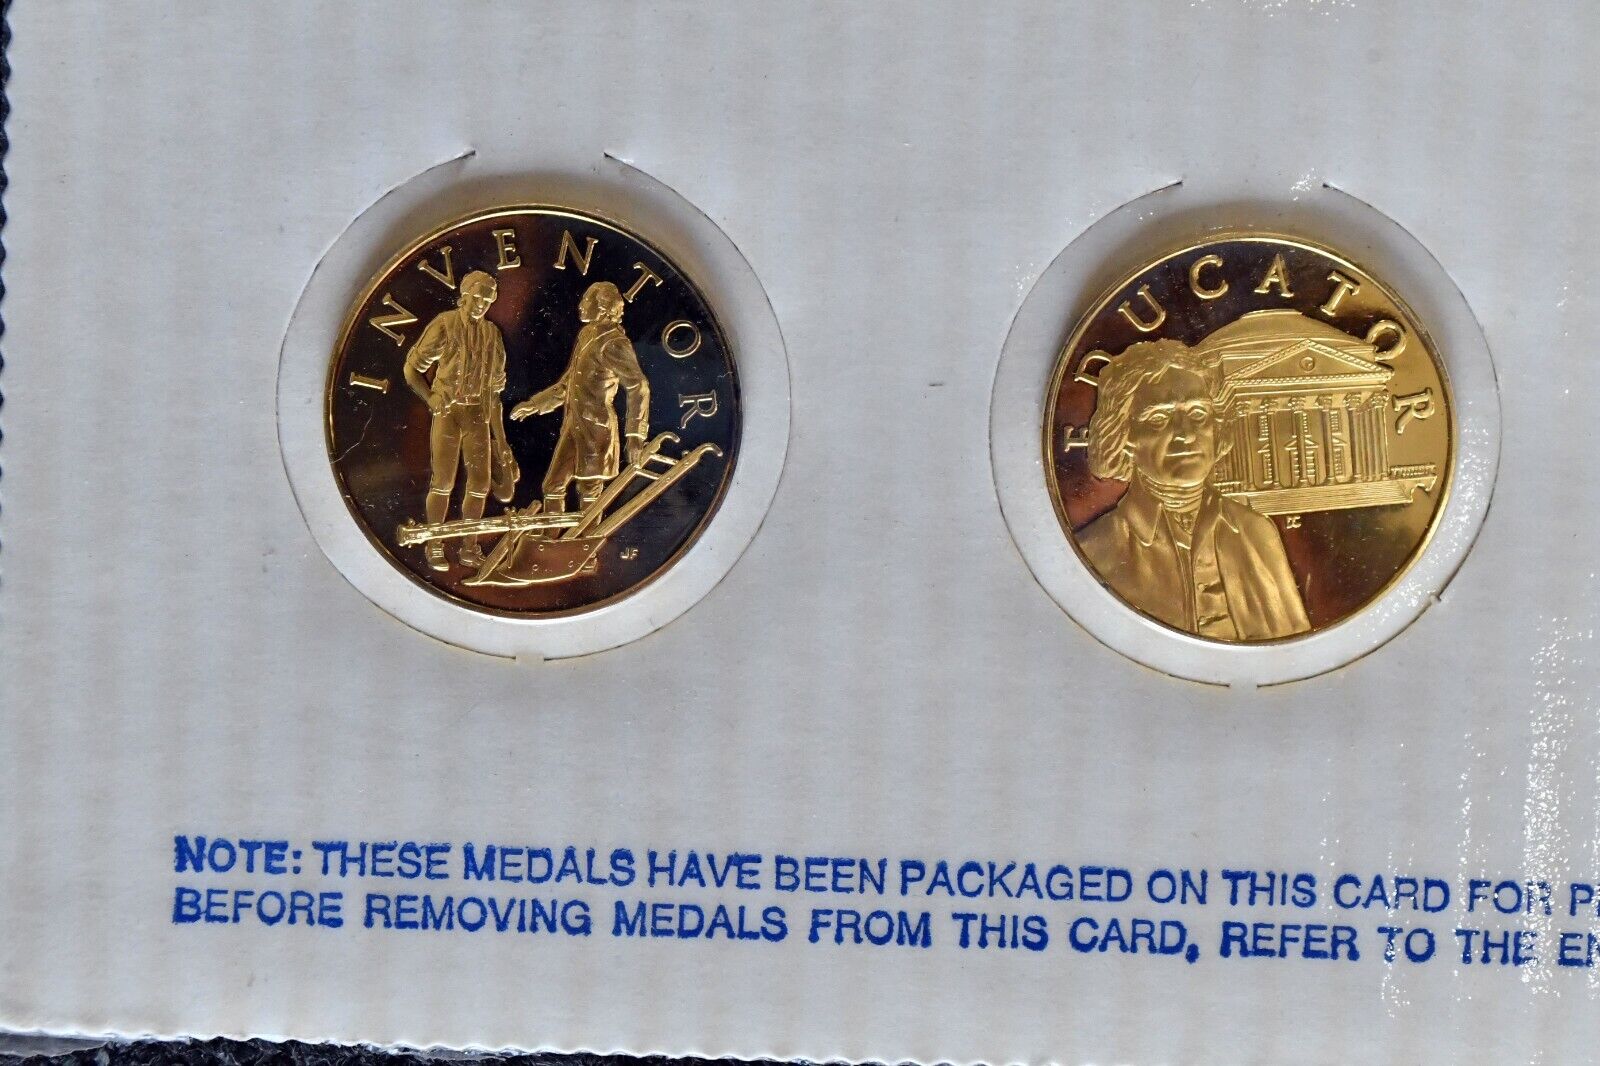 INVENTOR
JF
EDUCATOR
NOTE: THESE MEDALS HAVE BEEN PACKAGED ON THIS CARD FOR
BEFORE REMOVING MEDALS FROM THIS CARD, REFER TO THE